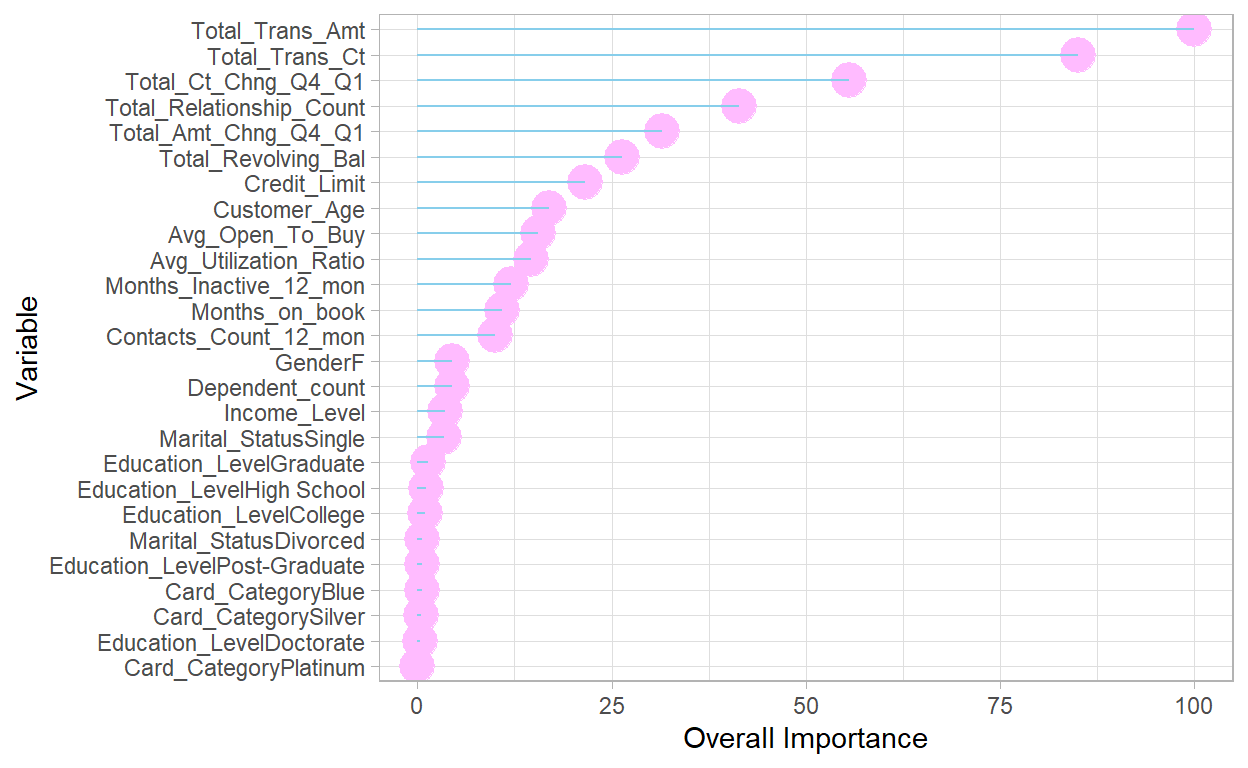 Total_Trans_Amt
Total_Trans_Ct
Total_Ct_Chng_Q4_Q1
Total_Relationship_Count
Total_Amt_Chng_Q4_Q1
Total_Revolving_Bal
Credit_Limit
Customer_Age
Avg_Open_To_Buy
Avg_Utilization_Ratio
Months_Inactive_12_mon
Months_on_book
Contacts_Count_12_mon
GenderF
Dependent_count
Income_Level
Marital_StatusSingle
Education_LevelGraduate
Education_LevelHigh School
Education_LevelCollege
Marital_StatusDivorced
Education_LevelPost-Graduate
Card_CategoryBlue
Card_CategorySilver
Education_LevelDoctorate
Card_CategoryPlatinum
Variable
0 25 50 75 100
Overall Importance